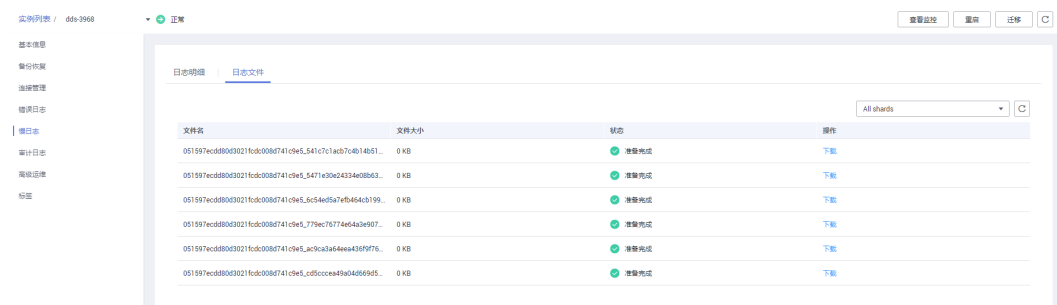 实例列表 / dds-3968 正常 查看监控 重启 迁移
基本信息
备份恢复
连接管理
错误日志
慢日志
审计日志
高级运维
标签
日志明细 日志文件
All shards
文件名 文件大小 状态 操作
051597ecdd80d3021fcdc008d741c9e5_541c7c1acb7c4b14b51... 0 KB 准备完成 下载
051597ecdd80d3021fcdc008d741c9e5_5471e30e24334e08b63... 0 KB 准备完成 下载
051597ecdd80d3021fcdc008d741c9e5_6c54ed5a7efb464cb199... 0 KB 准备完成 下载
051597ecdd80d3021fcdc008d741c9e5_779ec76774e64a3e907... 0 KB 准备完成 下载
051597ecdd80d3021fcdc008d741c9e5_ac9ca3a64eea436f9f76... 0 KB 准备完成 下载
051597ecdd80d3021fcdc008d741c9e5_cd5cccea49a04d669d5... 0 KB 准备完成 下载